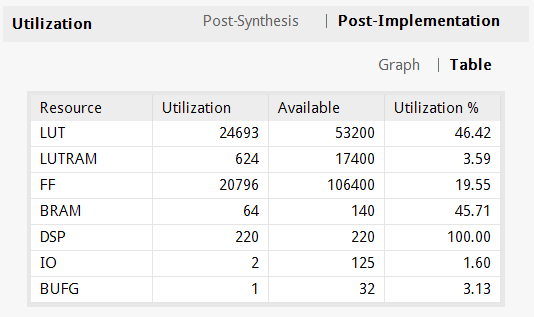 Utilization Post-Synthesis | Post-Implementation
Graph | Table
Resource Utilization Available Utilization %
LUT 24693 53200 46.42
LUTRAM 624 17400 3.59
FF 20796 106400 19.55
BRAM 64 140 45.71
DSP 220 220 100.00
IO 2 125 1.60
BUFG 1 32 3.13